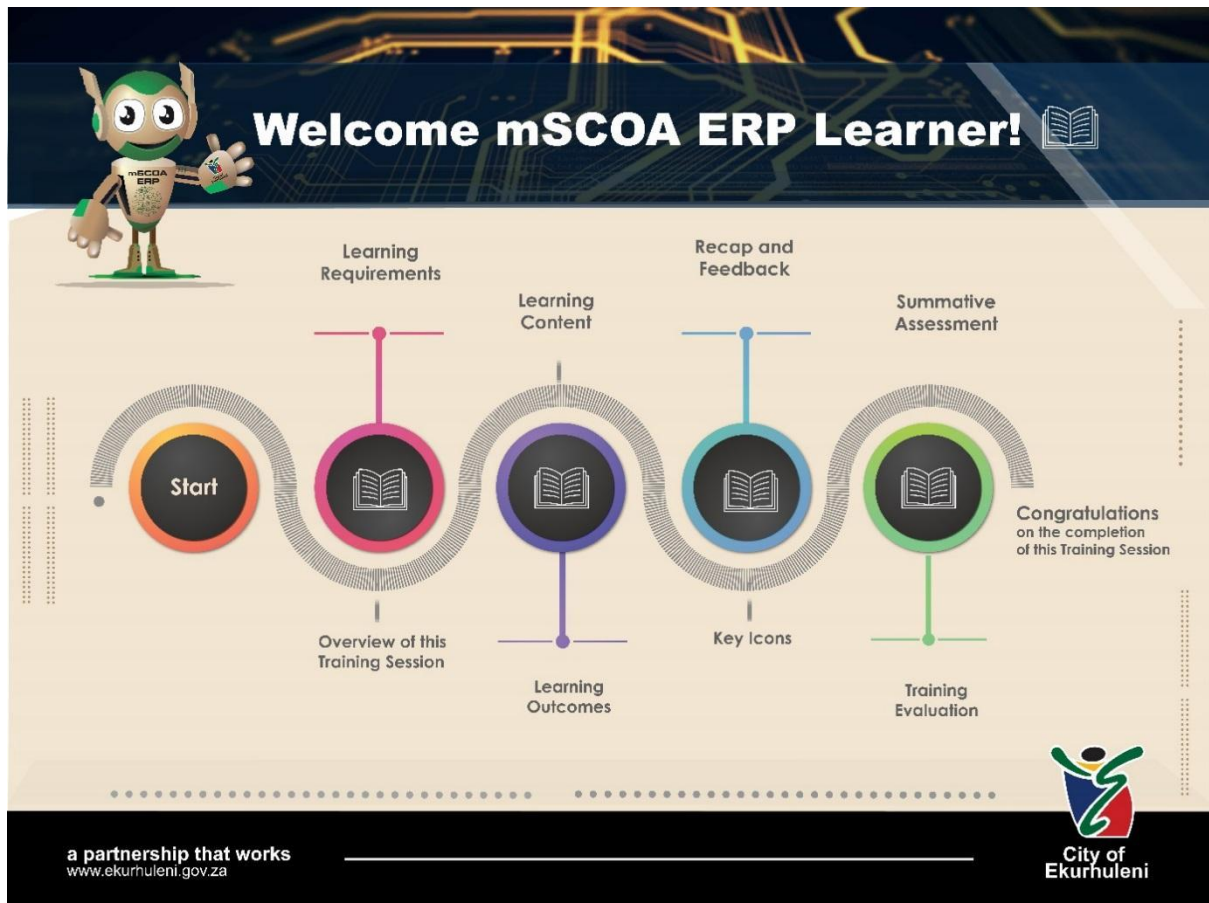 Welcome mSCOA ERP Learner!
mSCOA
ERP
Learning
Requirements
Recap and
Feedback
Learning
Content
Summative
Assessment
Start
Congratulations
on the completion
of this Training Session
Overview of this
Training Session
Key Icons
Learning
Outcomes
Training
Evaluation
a partnership that works
www.ekurhuleni.gov.za
City of
Ekurhuleni